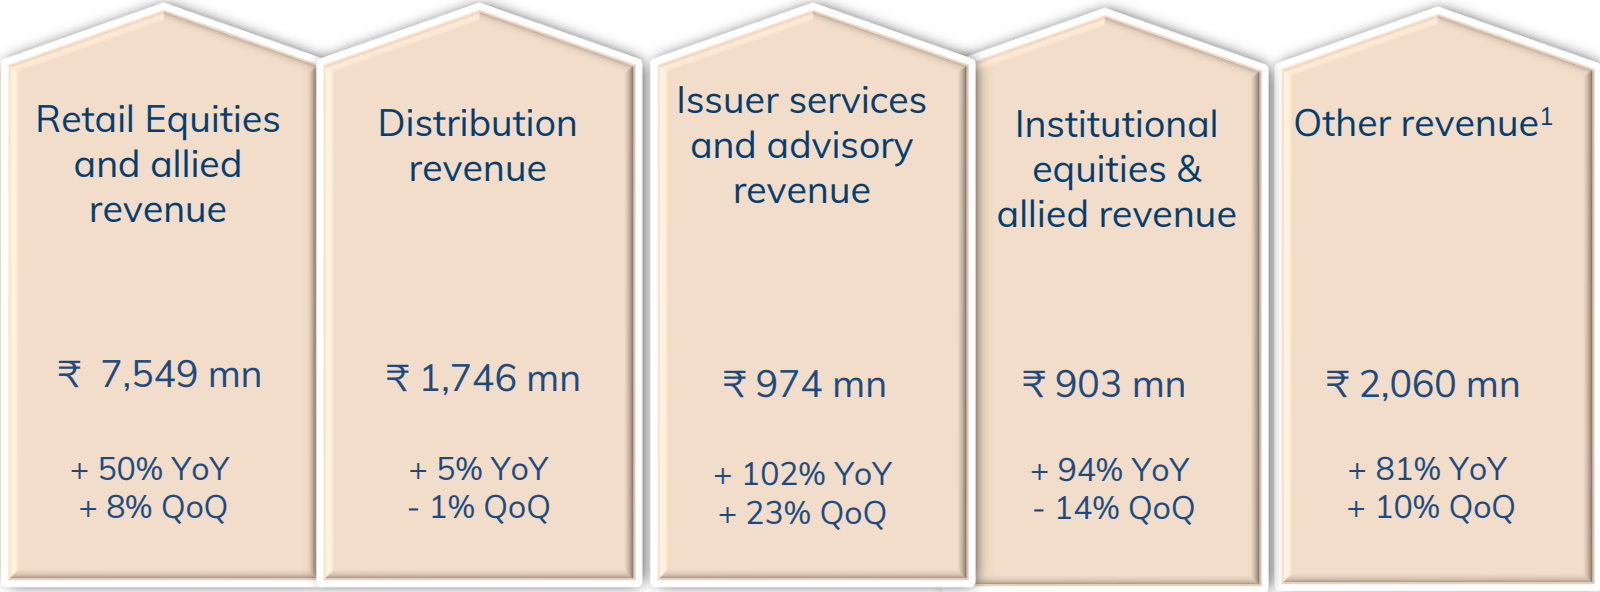 Retail Equities
and allied
revenue
₹ 7,549 mn
+ 50% YoY
+ 8% QoQ
Distribution
revenue
₹ 1,746 mn
+ 5% YoY
- 1% QoQ
Issuer services
and advisory
revenue
₹ 974 mn
+ 102% YoY
+ 23% QoQ
Institutional
equities &
allied revenue
₹ 903 mn
+ 94% YoY
- 14% QoQ
Other revenue¹
₹ 2,060 mn
+ 81% YoY
+ 10% QoQ